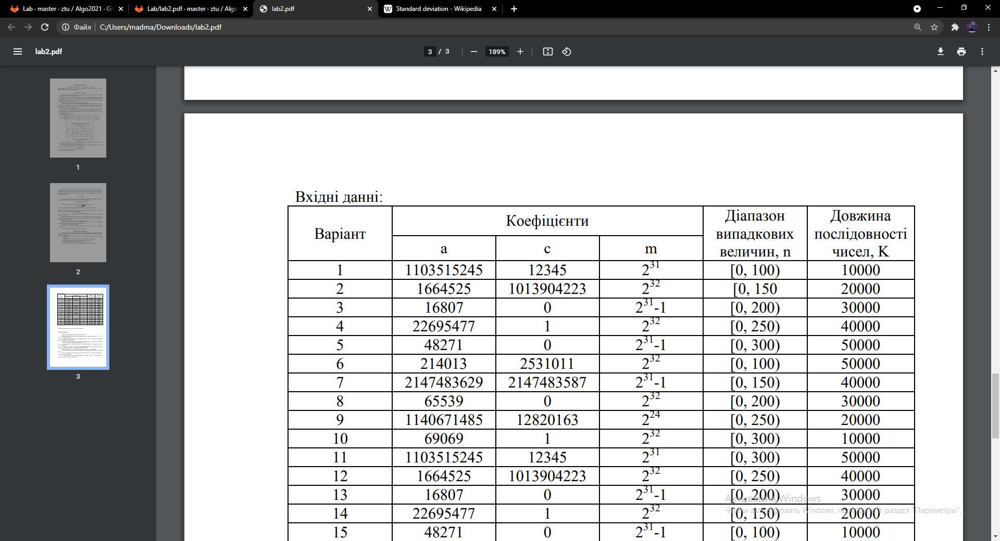 Lab · master · ztu / Algo2021 · Git
Lab/lab2.pdf · master · ztu / Algo
lab2.pdf
Standard deviation - Wikipedia
Файл
C:/Users/madma/Downloads/lab2.pdf
lab2.pdf
3 / 3
189%
1
2
3
Вхідні данні:
Варіант
Коефіцієнти
Діапазон випадкових величин, n
Довжина послідовності чисел, K
a c m
1 1103515245 12345 2^31 [0, 100) 10000
2 1664525 1013904223 2^32 [0, 150 20000
3 16807 0 2^31-1 [0, 200) 30000
4 22695477 1 2^32 [0, 250) 40000
5 48271 0 2^31-1 [0, 300) 50000
6 214013 2531011 2^32 [0, 100) 50000
7 2147483629 2147483587 2^31-1 [0, 150) 40000
8 65539 0 2^32 [0, 200) 30000
9 1140671485 12820163 2^24 [0, 250) 20000
10 69069 1 2^32 [0, 300) 10000
11 1103515245 12345 2^31 [0, 300) 50000
12 1664525 1013904223 2^32 [0, 250) 40000
13 16807 0 2^31-1 [0, 200) 30000
14 22695477 1 2^32 [0, 150) 20000
15 48271 0 2^31-1 [0, 100) 10000
Активация Windows
Чтобы активировать Windows, перейдите в раздел "Параметры".